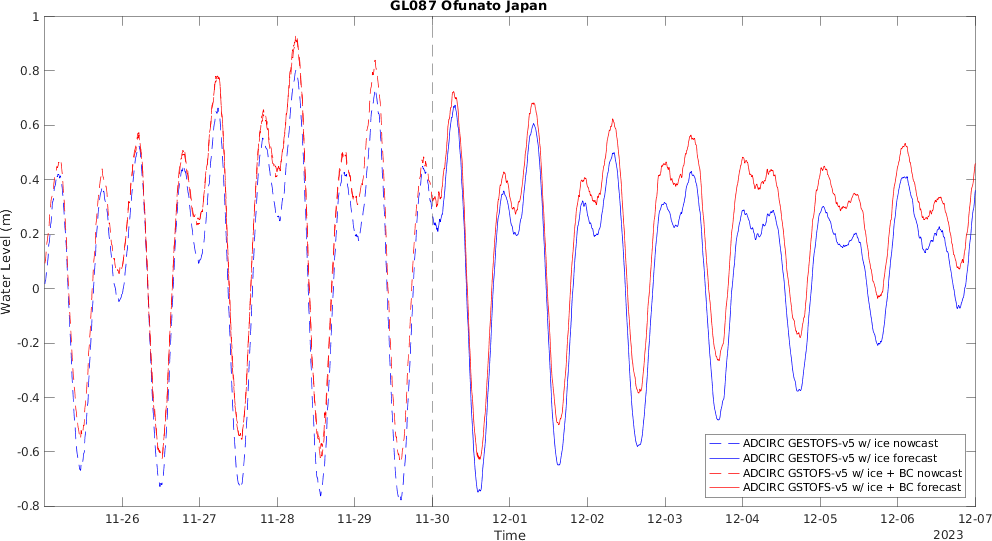 GL087 Ofunato Japan
1
0.8
0.6
0.4
0.2
0
-0.2
-0.4
-0.6
-0.8
Water Level (m)
ADCIRC GESTOFS-v5 w/ ice nowcast
ADCIRC GESTOFS-v5 w/ ice forecast
ADCIRC GSTOFS-v5 w/ ice + BC nowcast
ADCIRC GSTOFS-v5 w/ ice + BC forecast
11-26 11-27 11-28 11-29 11-30 12-01 12-02 12-03 12-04 12-05 12-06 12-07
Time
2023